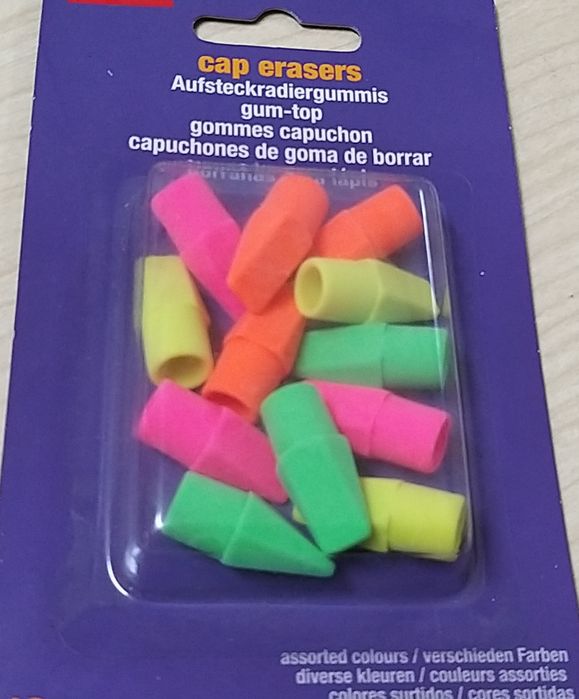 cap erasers
Aufsteckradiergummis
gum-top
gommes capuchon
capuchones de goma de borrar
assorted colours / verschieden Farben
diverse kleuren / couleurs assorties
colores surtidos / cores sortidas